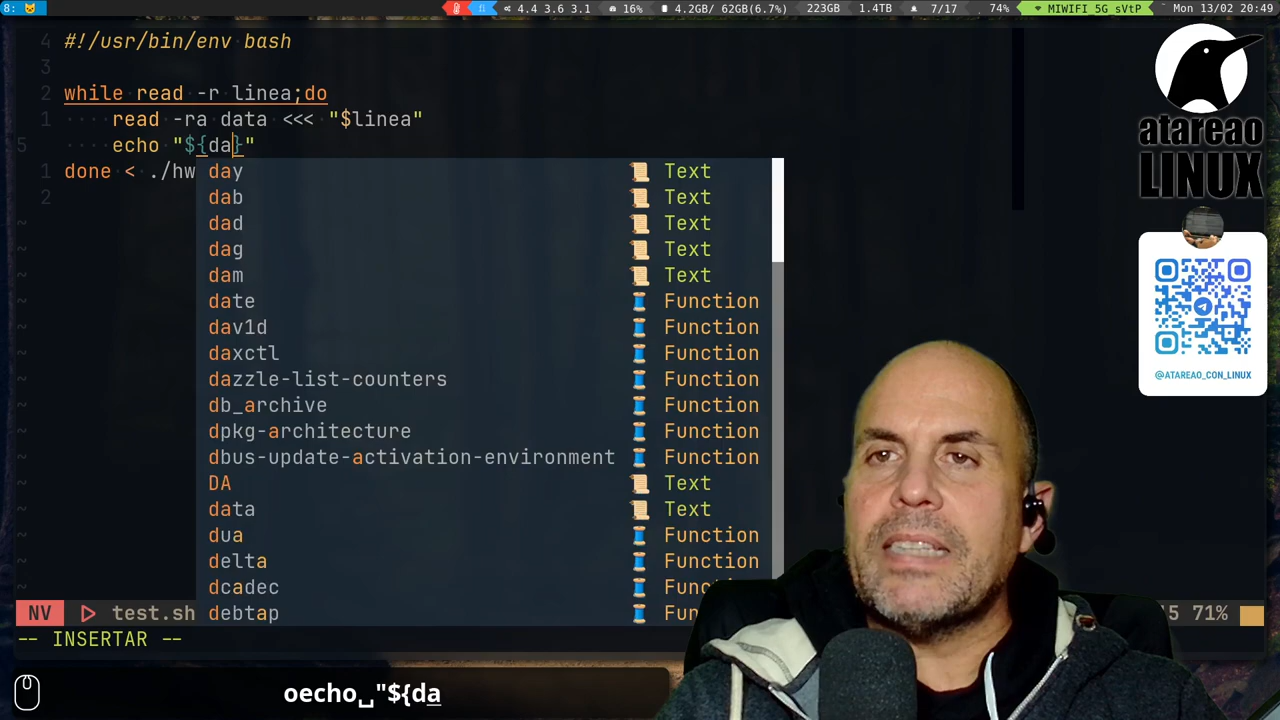 8: 4.4 3.6 3.1 16% 4.2GB/ 62GB(6.7%) 223GB 1.4TB 7/17 74% MIWIFI_5G_sVtP Mon 13/02 20:49
4 #!/usr/bin/env bash
3
2 while read -r linea;do
1 read -ra data <<< "$linea"
5 echo "${da}"
1 done < ./hw
2
day Text
dab Text
dad Text
dag Text
dam Text
date Function
dav1d Function
daxctl Function
dazzle-list-counters Function
db_archive Function
dpkg-architecture Function
dbus-update-activation-environment Function
DA Text
data Text
dua Function
delta Function
dcadec Fun
debtap Fun
NV test.sh 5 71%
-- INSERTAR --
oecho␣"${da
atareao
LINUX
@ATAREAO_CON_LINUX